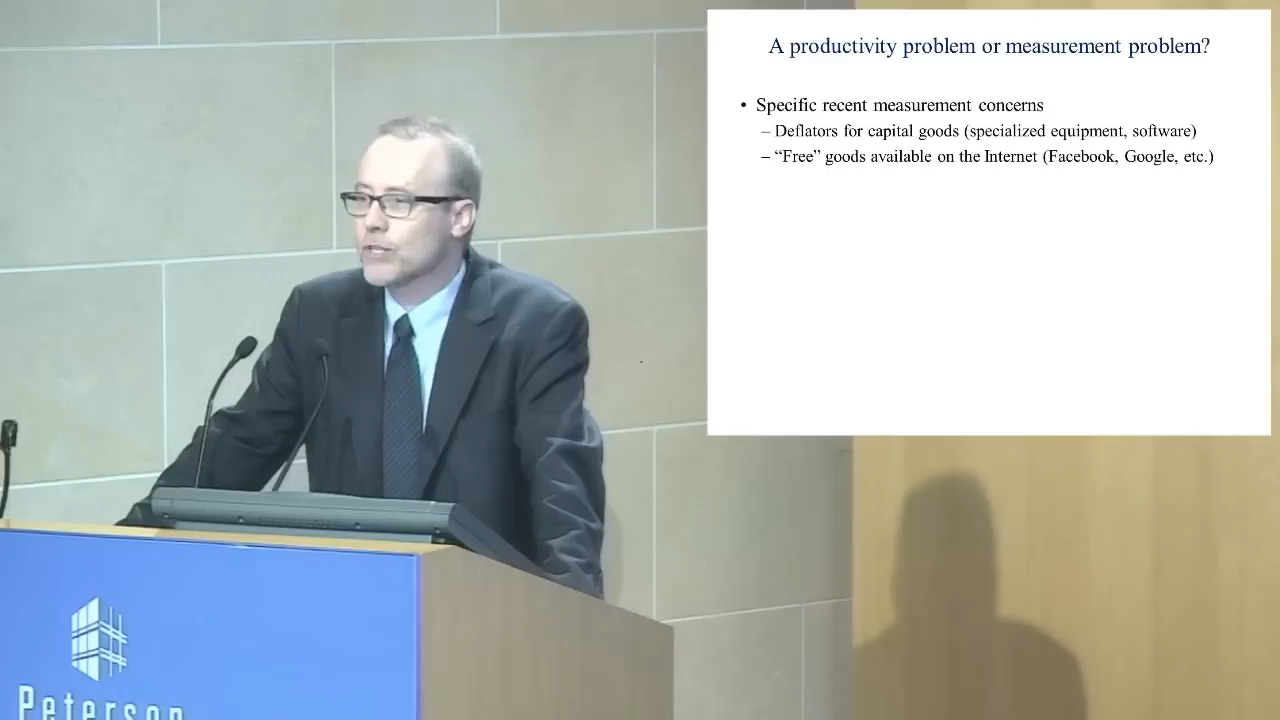 A productivity problem or measurement problem?
• Specific recent measurement concerns
– Deflators for capital goods (specialized equipment, software)
– “Free” goods available on the Internet (Facebook, Google, etc.)
Peterson